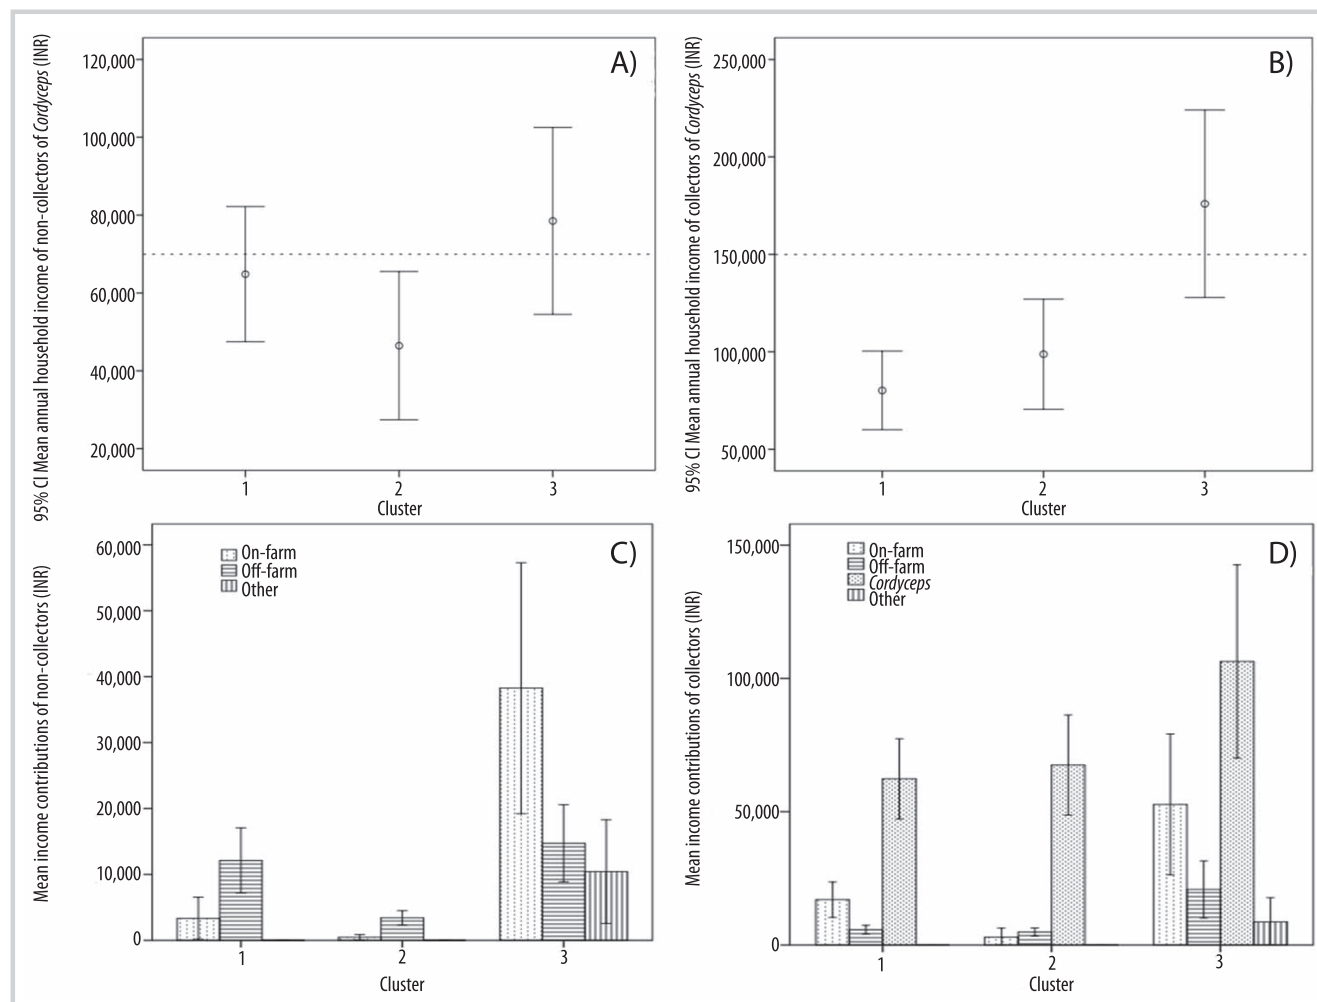 95% CI Mean annual household income of non-collectors of Cordyceps (INR)
120,000
100,000
80,000
60,000
40,000
20,000
A)
1
2
3
Cluster
95% CI Mean annual household income of collectors of Cordyceps (INR)
250,000
200,000
150,000
100,000
50,000
B)
1
2
3
Cluster
Mean income contributions of non-collectors (INR)
60,000
50,000
40,000
30,000
20,000
10,000
0
On-farm
Off-farm
Other
C)
1
2
3
Cluster
Mean income contributions of collectors (INR)
150,000
100,000
50,000
0
On-farm
Off-farm
Cordyceps
Other
D)
1
2
3
Cluster